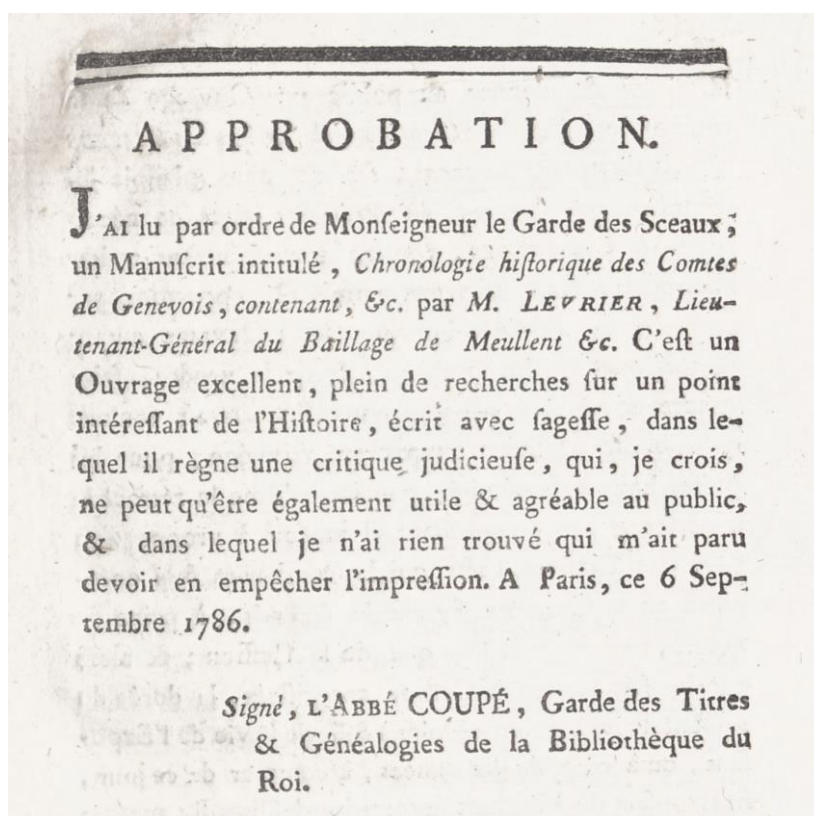 APPROBATION.
J'AI lu par ordre de Monſeigneur le Garde des Sceaux ;
un Manuſcrit intitulé , Chronologie hiſtorique des Comtes
de Genevois, contenant, &c. par M. LEVRIER, Lieu-
tenant-Général du Bailliage de Meullent &c. C'eſt un
Ouvrage excellent, plein de recherches ſur un point
intéreſſant de l'Hiſtoire, écrit avec ſageſſe, dans le-
quel il règne une critique judicieuſe, qui, je crois,
ne peut qu'être également utile & agréable au public,
& dans lequel je n'ai rien trouvé qui m'ait paru
devoir en empêcher l'impreſſion. A Paris, ce 6 Sep-
tembre 1786.
Signé, L'ABBÉ COUPÉ, Garde des Titres
& Généalogies de la Bibliothèque du
Roi.